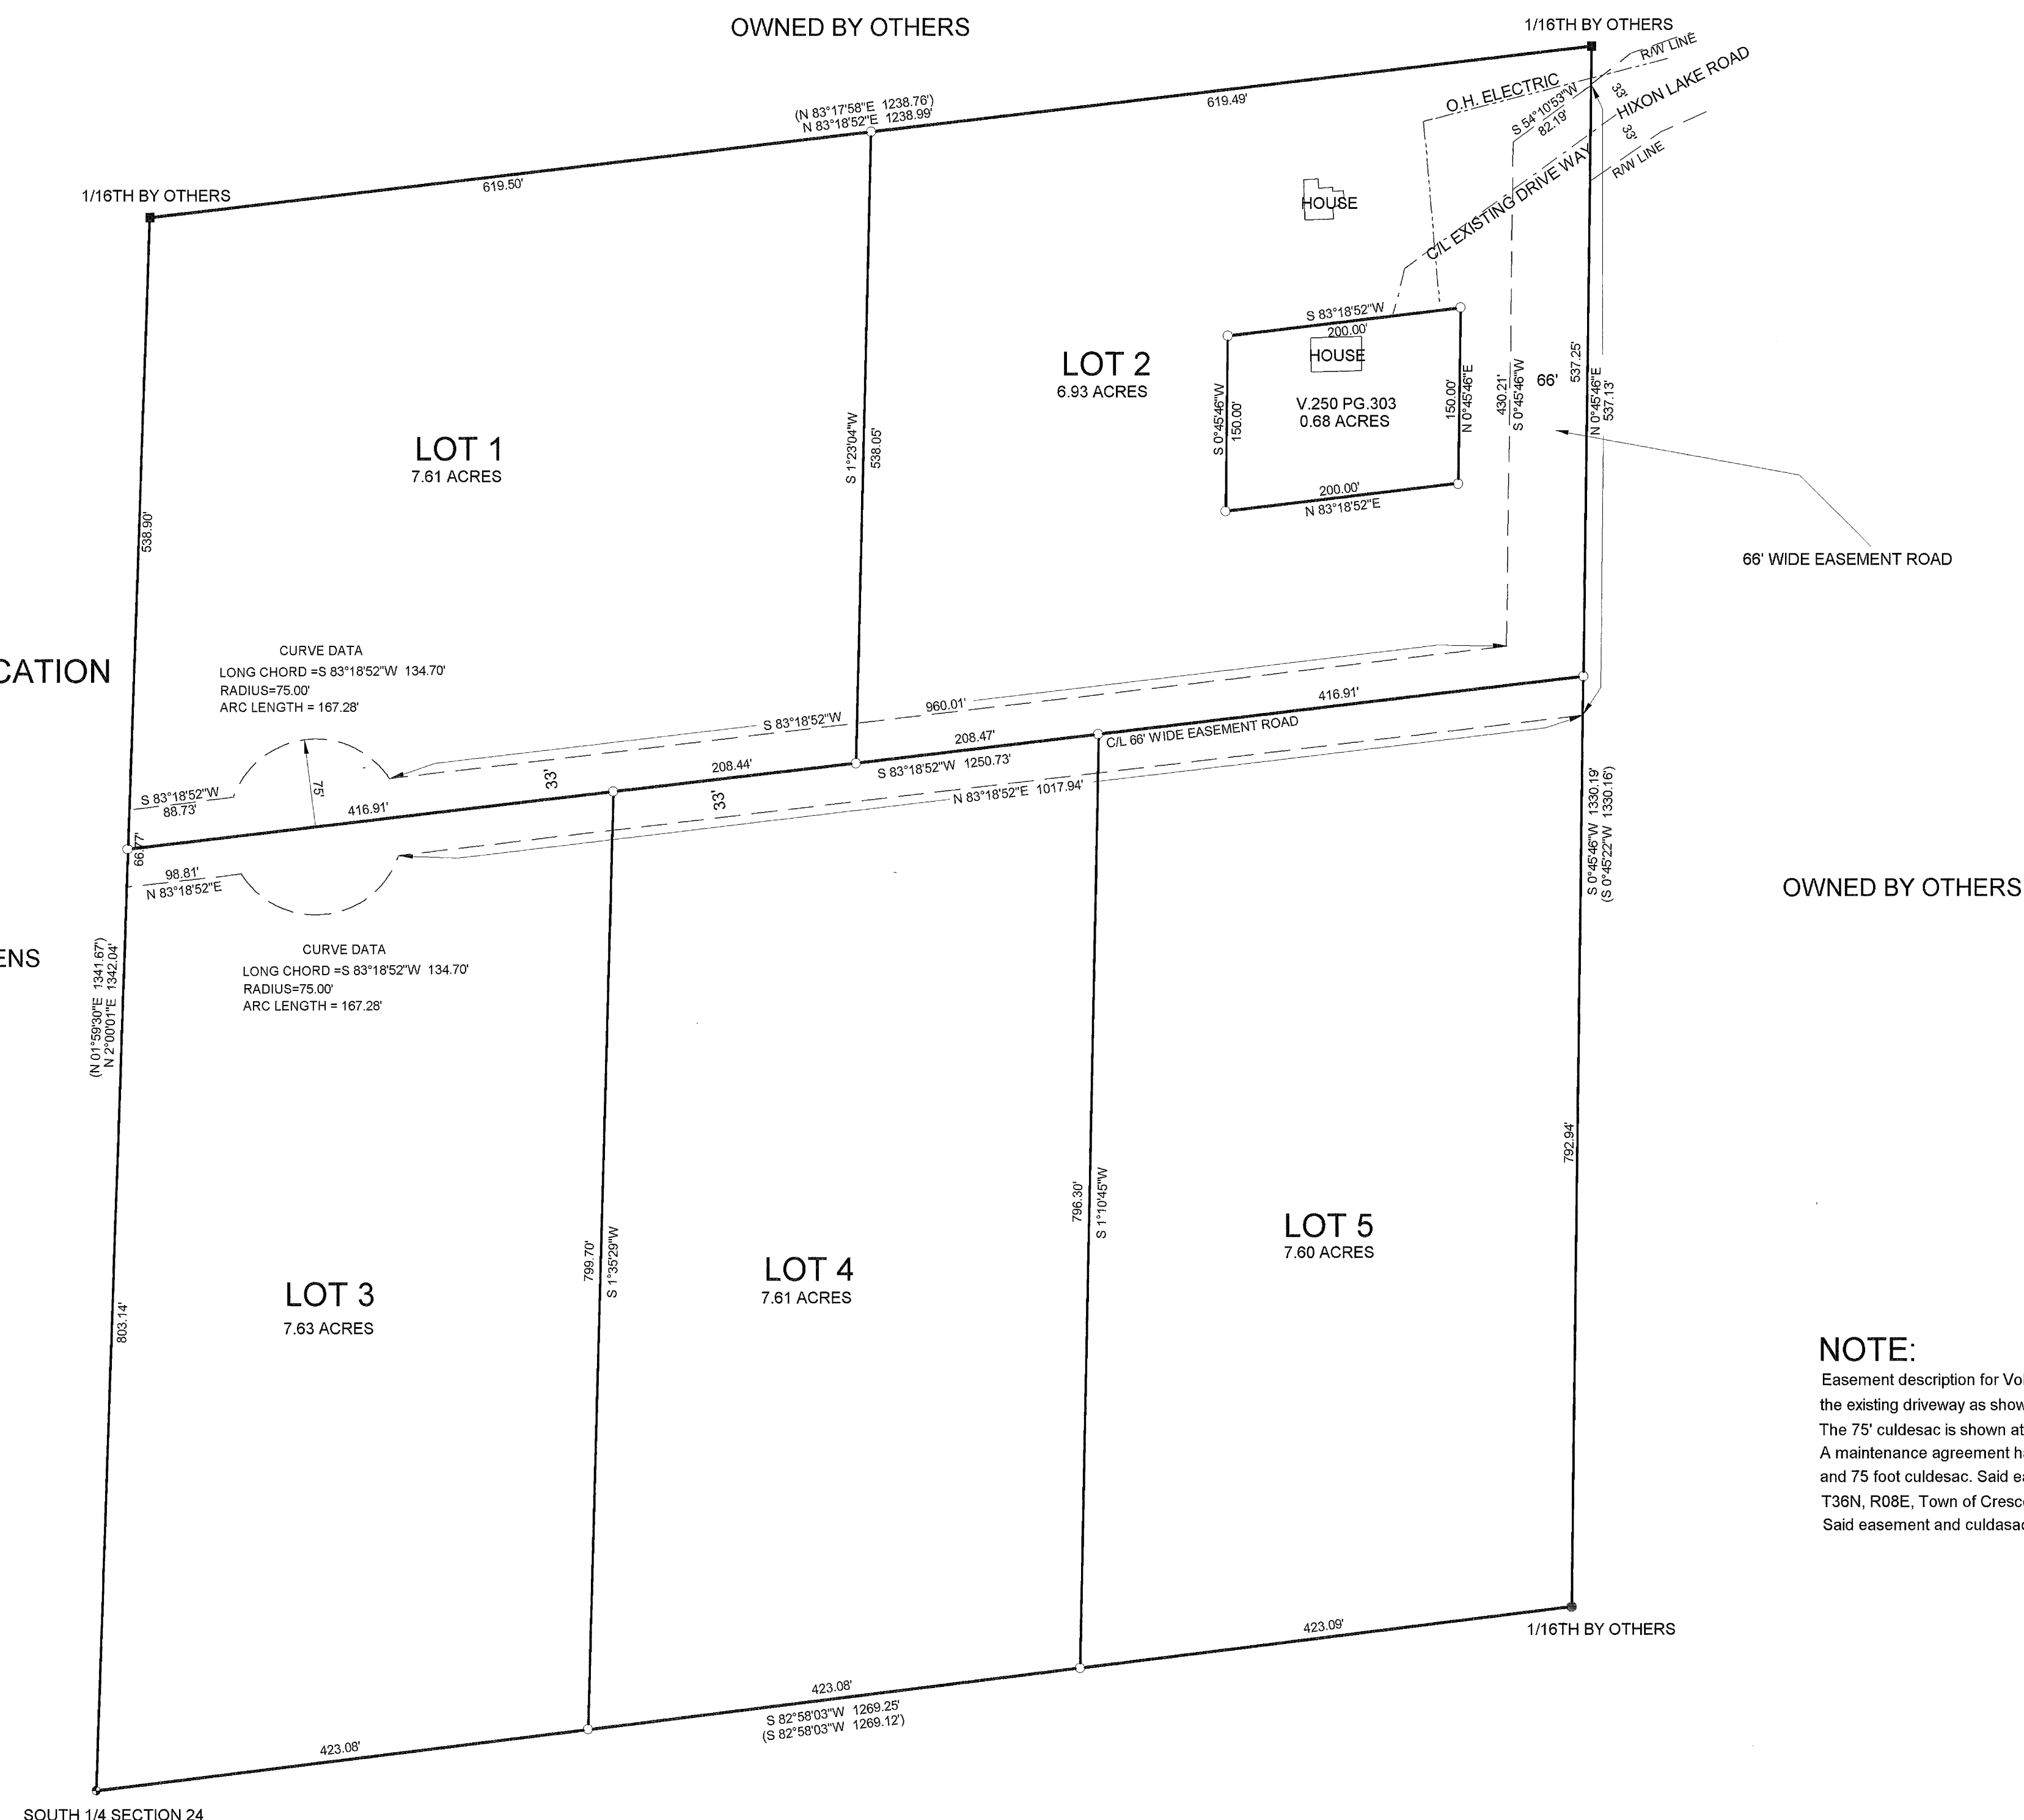 OWNED BY OTHERS
1/16TH BY OTHERS
R/W LINE
HIXON LAKE ROAD
O.H. ELECTRIC
33'
S 54°10'53"W
82.19'
33'
R/W LINE
(N 83°17'58"E 1238.76')
N 83°18'52"E 1238.99'
619.49'
619.50'
1/16TH BY OTHERS
HOUSE
C/L EXISTING DRIVE WAY
S 83°18'52"W
200.00'
HOUSE
LOT 2
6.93 ACRES
V.250 PG.303
0.68 ACRES
S 0°45'46"W
150.00'
150.00'
N 0°45'46"E
200.00'
N 83°18'52"E
430.21'
S 0°45'46"W
66'
537.25'
N 0°45'46"E
537.13'
LOT 1
7.61 ACRES
S 1°23'04"W
538.05'
538.90'
66' WIDE EASEMENT ROAD
CATION
CURVE DATA
LONG CHORD =S 83°18'52"W 134.70'
RADIUS=75.00'
ARC LENGTH = 167.28'
S 83°18'52"W
960.01'
416.91'
C/L 66' WIDE EASEMENT ROAD
208.47'
S 83°18'52"W 1250.73'
208.44'
33'
33'
75'
S 83°18'52"W
88.73'
416.91'
N 83°18'52"E 1017.94'
66.77'
98.81'
N 83°18'52"E
S 0°45'46"W 1330.19'
(S 0°45'22"W 1330.16')
OWNED BY OTHERS
ENS
CURVE DATA
LONG CHORD =S 83°18'52"W 134.70'
RADIUS=75.00'
ARC LENGTH = 167.28'
(N 01°59'30"E 1341.67')
N 2°00'01"E 1342.04'
792.94'
796.30'
S 1°10'45"W
799.70'
S 1°35'29"W
803.14'
LOT 5
7.60 ACRES
LOT 4
7.61 ACRES
LOT 3
7.63 ACRES
NOTE:
Easement description for Vol
the existing driveway as show
The 75' culdesac is shown at
A maintenance agreement ha
and 75 foot culdesac. Said ea
T36N, R08E, Town of Cresce
Said easement and culdasac
1/16TH BY OTHERS
423.09'
423.08'
S 82°58'03"W 1269.25'
(S 82°58'03"W 1269.12')
423.08'
SOUTH 1/4 SECTION 24